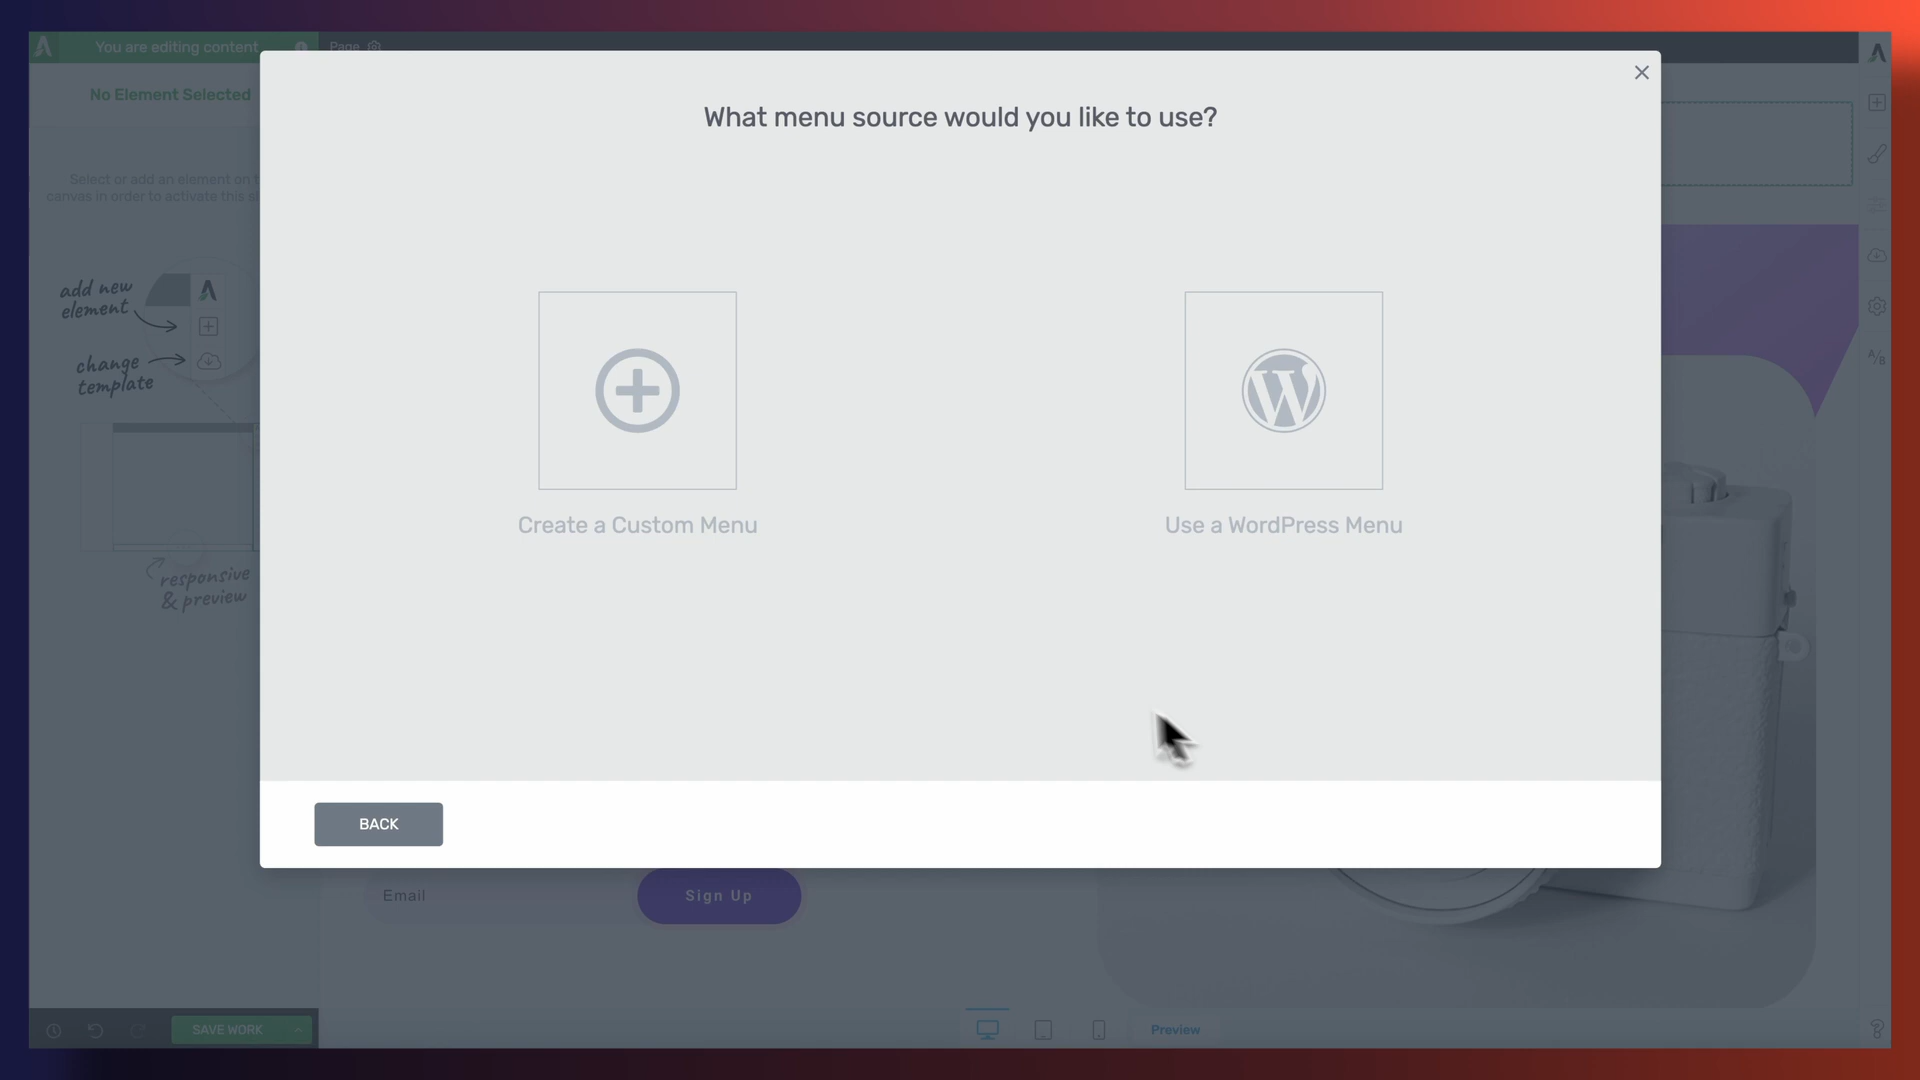 You are editing content
Page
No Element Selected
What menu source would you like to use?
Select or add an element on t
canvas in order to activate this s
add new
element
change
template
Create a Custom Menu
Use a WordPress Menu
responsive
& preview
BACK
Email
Sign Up
SAVE WORK
Preview
A/B